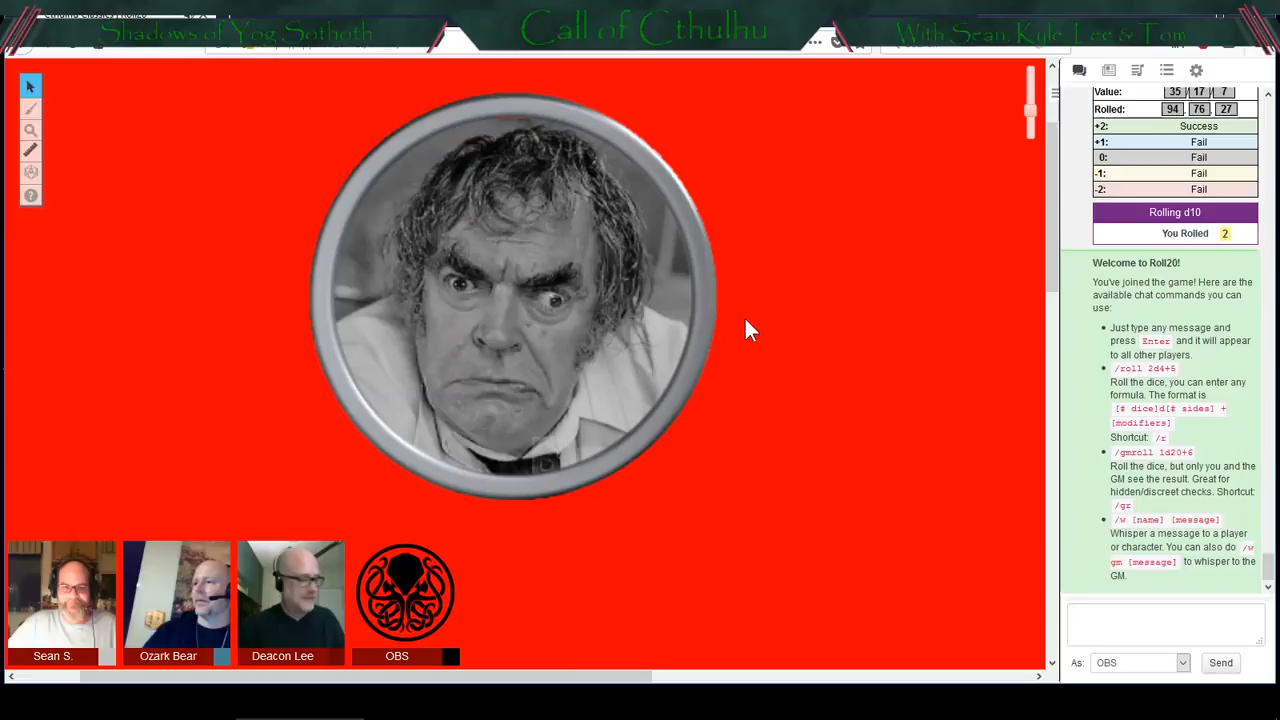 Shadows of Yog Sothoth
Call of Cthulhu
With Sean, Kyle, Lee & Tom
Value: 35 17 7
Rolled: 94 76 27
+2: Success
+1: Fail
0: Fail
-1: Fail
-2: Fail
Rolling d10
You Rolled 2
Welcome to Roll20!
You've joined the game! Here are the
available chat commands you can
use:
Just type any message and
press Enter and it will appear
to all other players.
/roll 2d4+5
Roll the dice, you can enter any
formula. The format is
[# dice]d[# sides] +
[modifiers]
Shortcut: /r
/gmroll 1d20+6
Roll the dice, but only you and the
GM see the result. Great for
hidden/discreet checks. Shortcut:
/gr
/w [name] [message]
Whisper a message to a player
or character. You can also do /w
gm [message] to whisper to the
GM.
Sean S.
Ozark Bear
Deacon Lee
OBS
As: OBS
Send